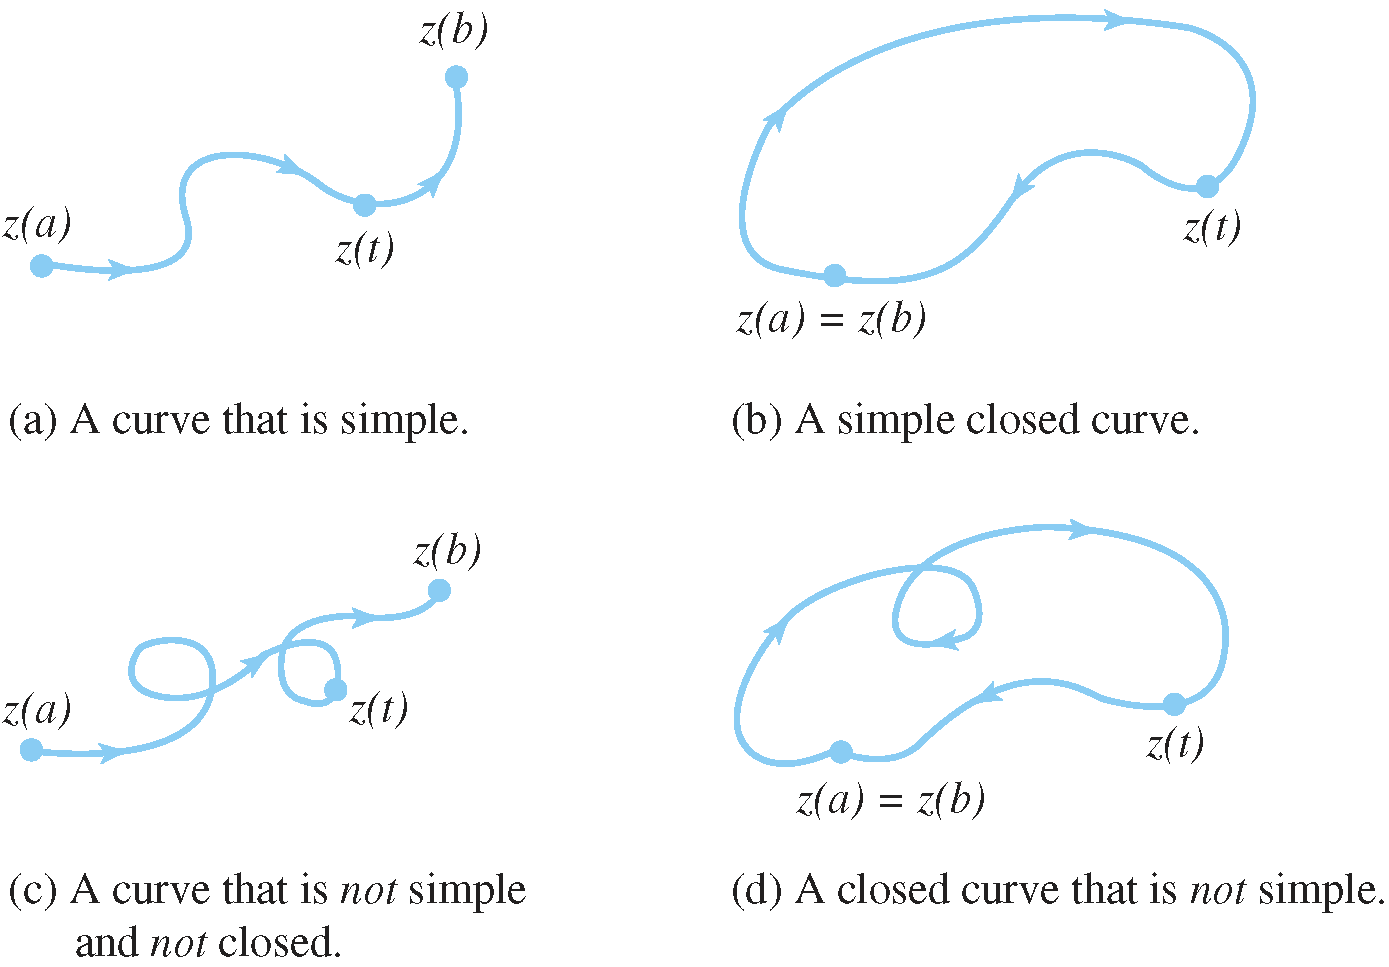 z(b)
z(a)
z(t)
(a) A curve that is simple.
z(t)
z(a) = z(b)
(b) A simple closed curve.
z(b)
z(a)
z(t)
(c) A curve that is not simple
and not closed.
z(t)
z(a) = z(b)
(d) A closed curve that is not simple.